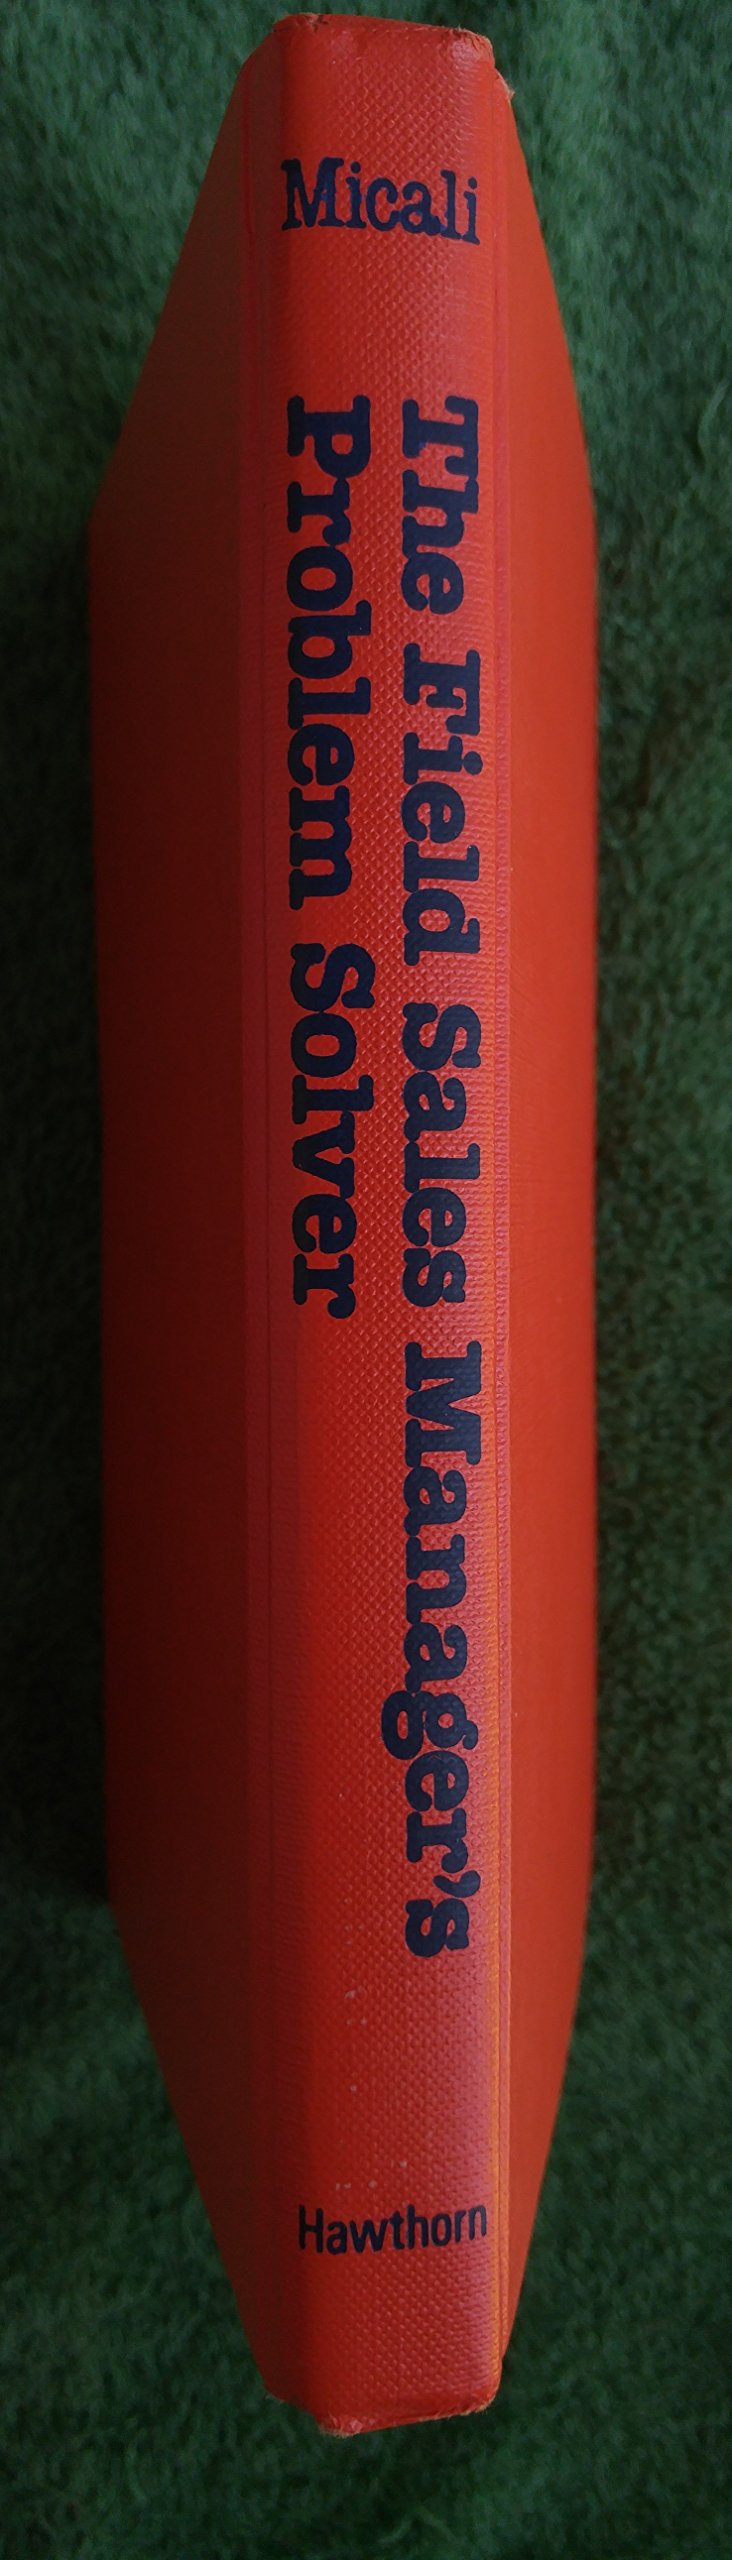 Micali
The Field Sales Manager's
Problem Solver
Hawthorn